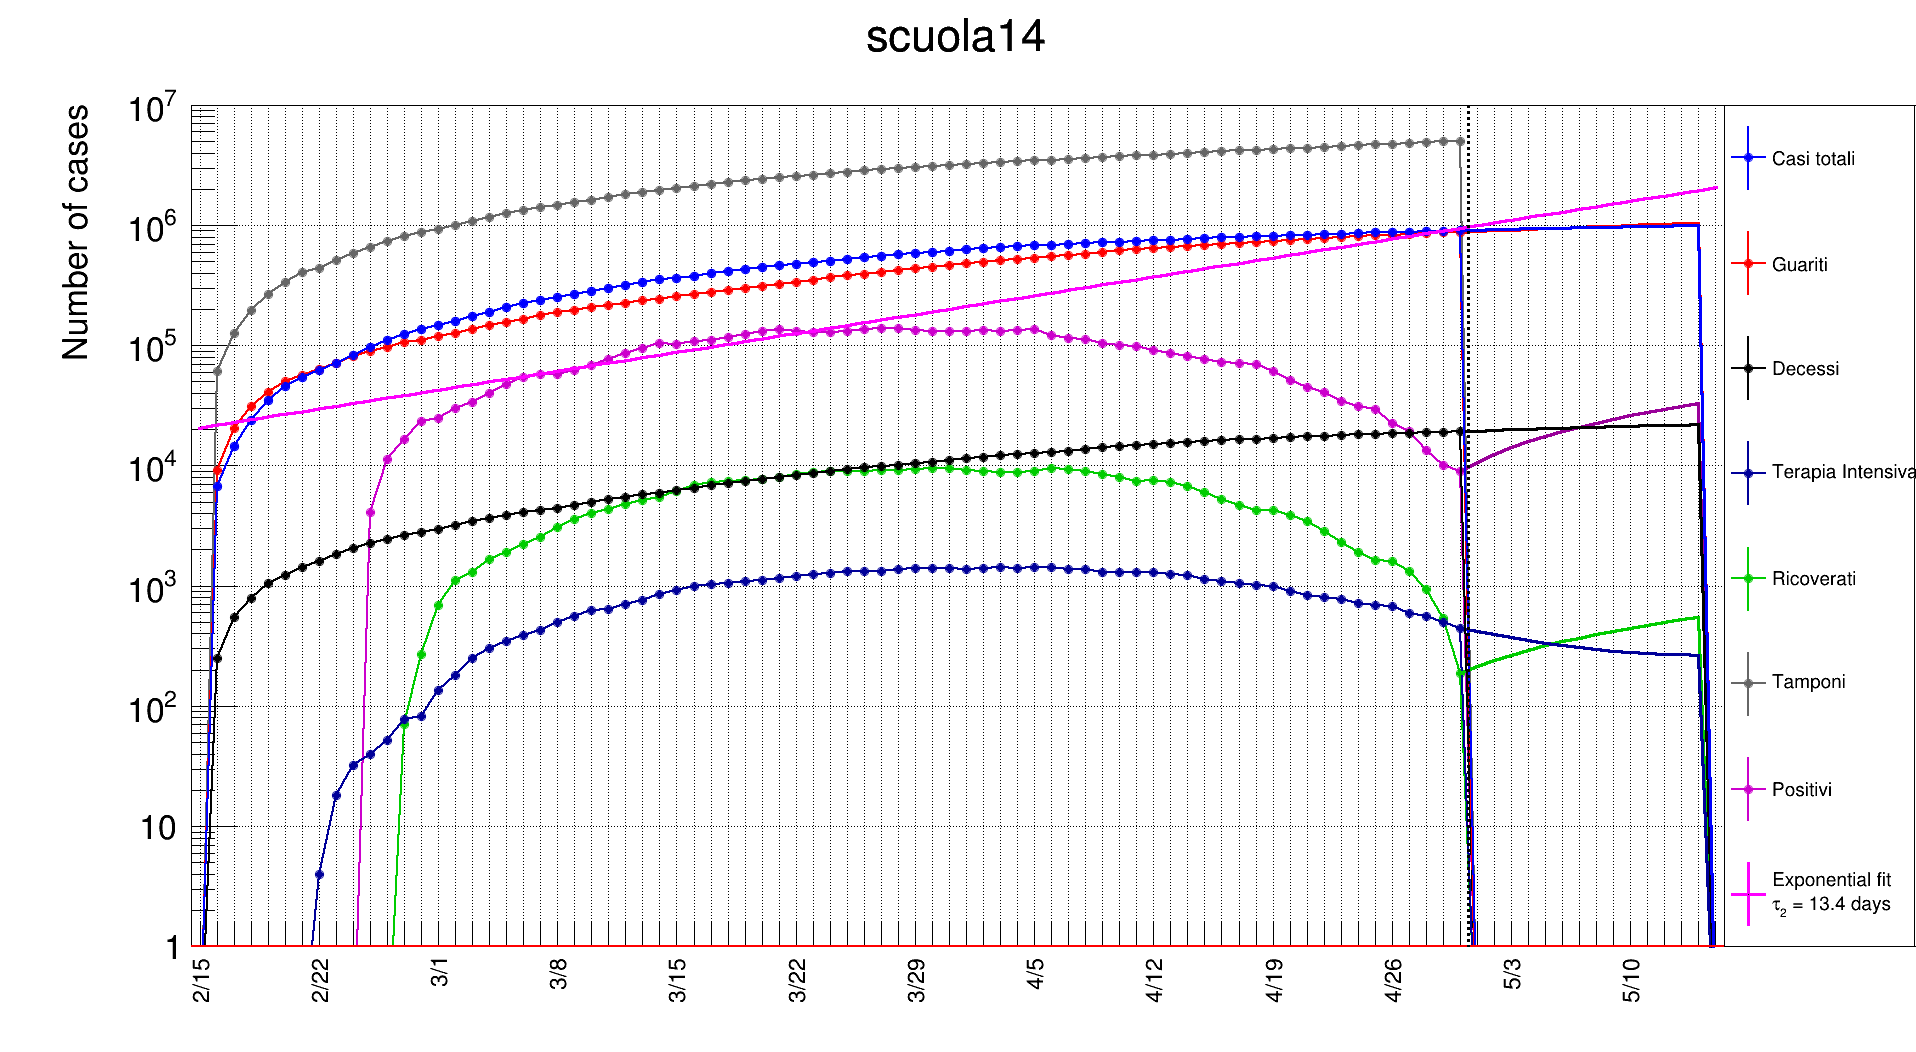 scuola14
Number of cases
10^7
10^6
10^5
10^4
10^3
10^2
10
1
2/15
2/22
3/1
3/8
3/15
3/22
3/29
4/5
4/12
4/19
4/26
5/3
5/10
Casi totali
Guariti
Decessi
Terapia Intensiva
Ricoverati
Tamponi
Positivi
Exponential fit
τ₂ = 13.4 days